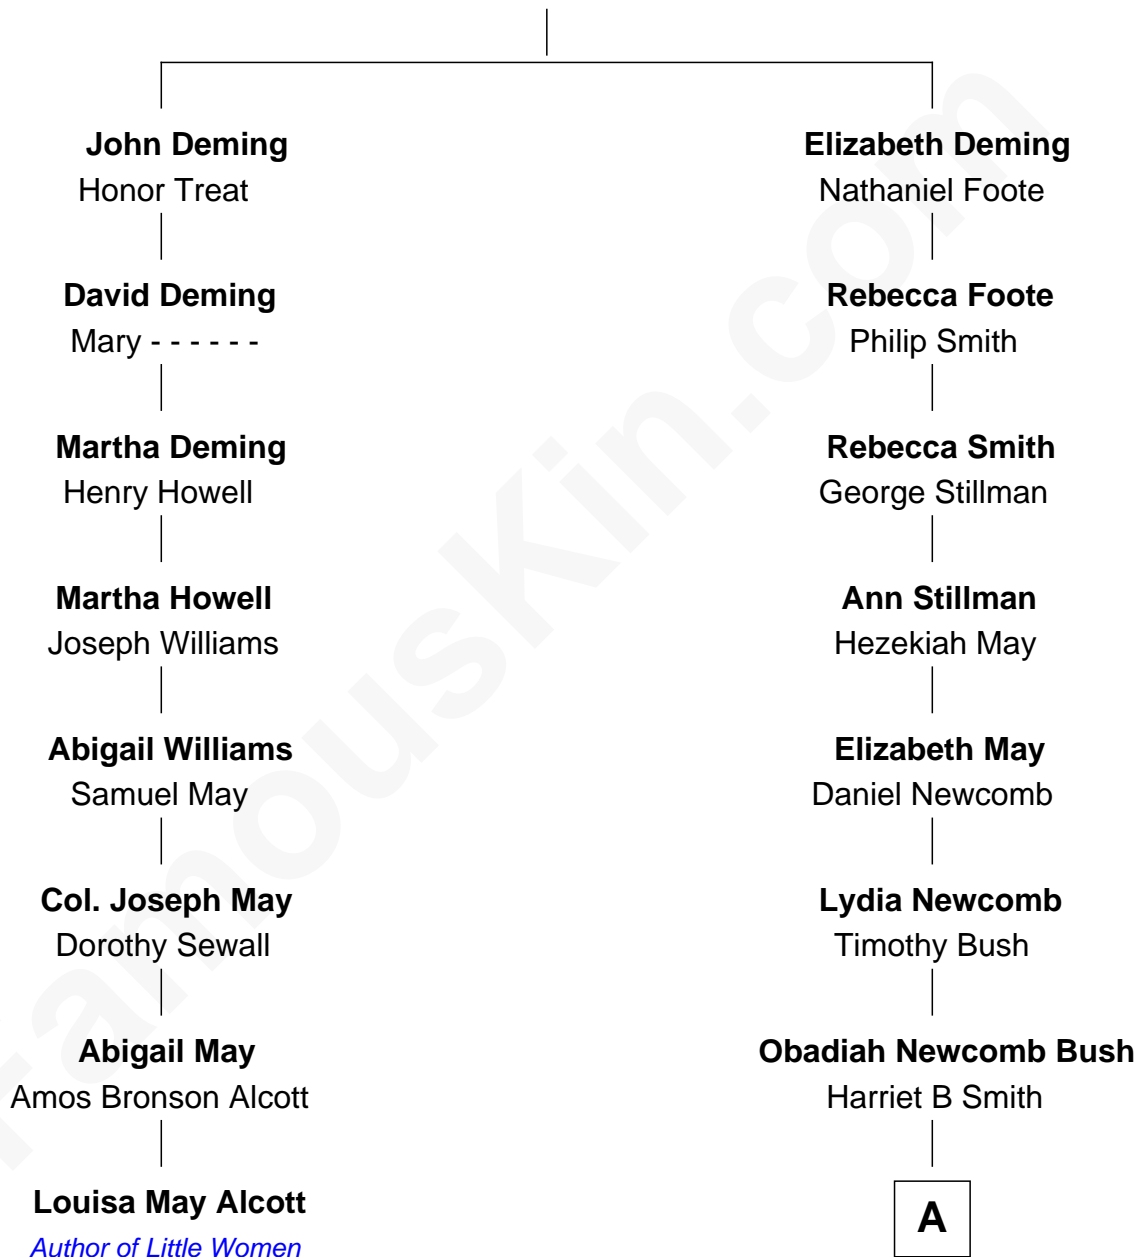 John Deming
Honor Treat
David Deming
Mary - - - - - -
Martha Deming
Henry Howell
Martha Howell
Joseph Williams
Abigail Williams
Samuel May
Col. Joseph May
Dorothy Sewall
Abigail May
Amos Bronson Alcott
Louisa May Alcott
Author of Little Women
Elizabeth Deming
Nathaniel Foote
Rebecca Foote
Philip Smith
Rebecca Smith
George Stillman
Ann Stillman
Hezekiah May
Elizabeth May
Daniel Newcomb
Lydia Newcomb
Timothy Bush
Obadiah Newcomb Bush
Harriet B Smith
A
FamousKin.com